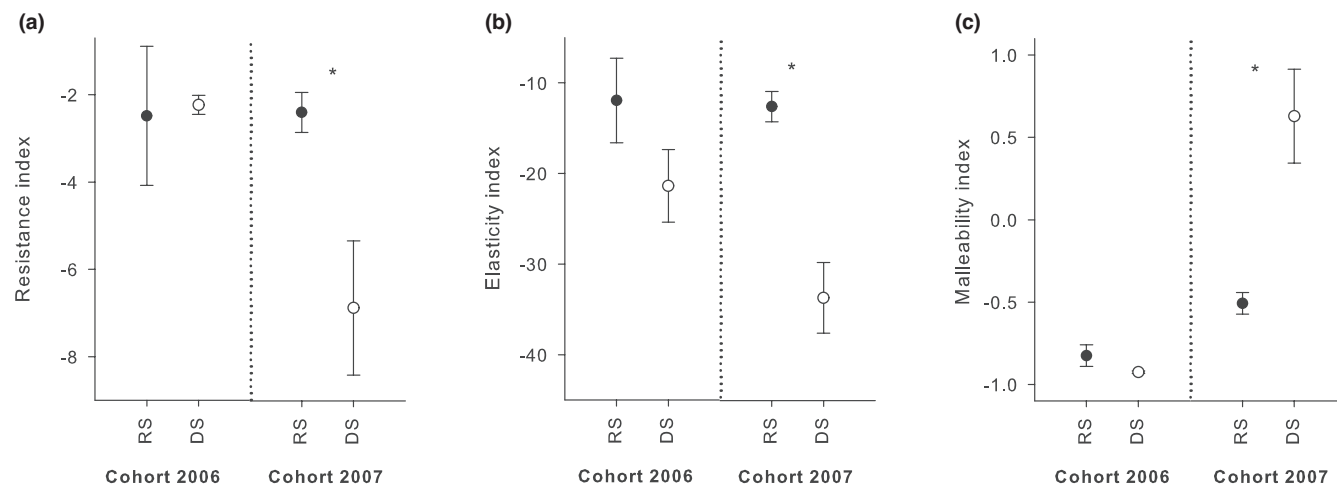 (a)
Resistance index
-2
-4
-6
-8
*
RS
DS
RS
DS
Cohort 2006
Cohort 2007
(b)
Elasticity index
-10
-20
-30
-40
*
RS
DS
RS
DS
Cohort 2006
Cohort 2007
(c)
Malleability index
1.0
0.5
0.0
-0.5
-1.0
*
RS
DS
RS
DS
Cohort 2006
Cohort 2007